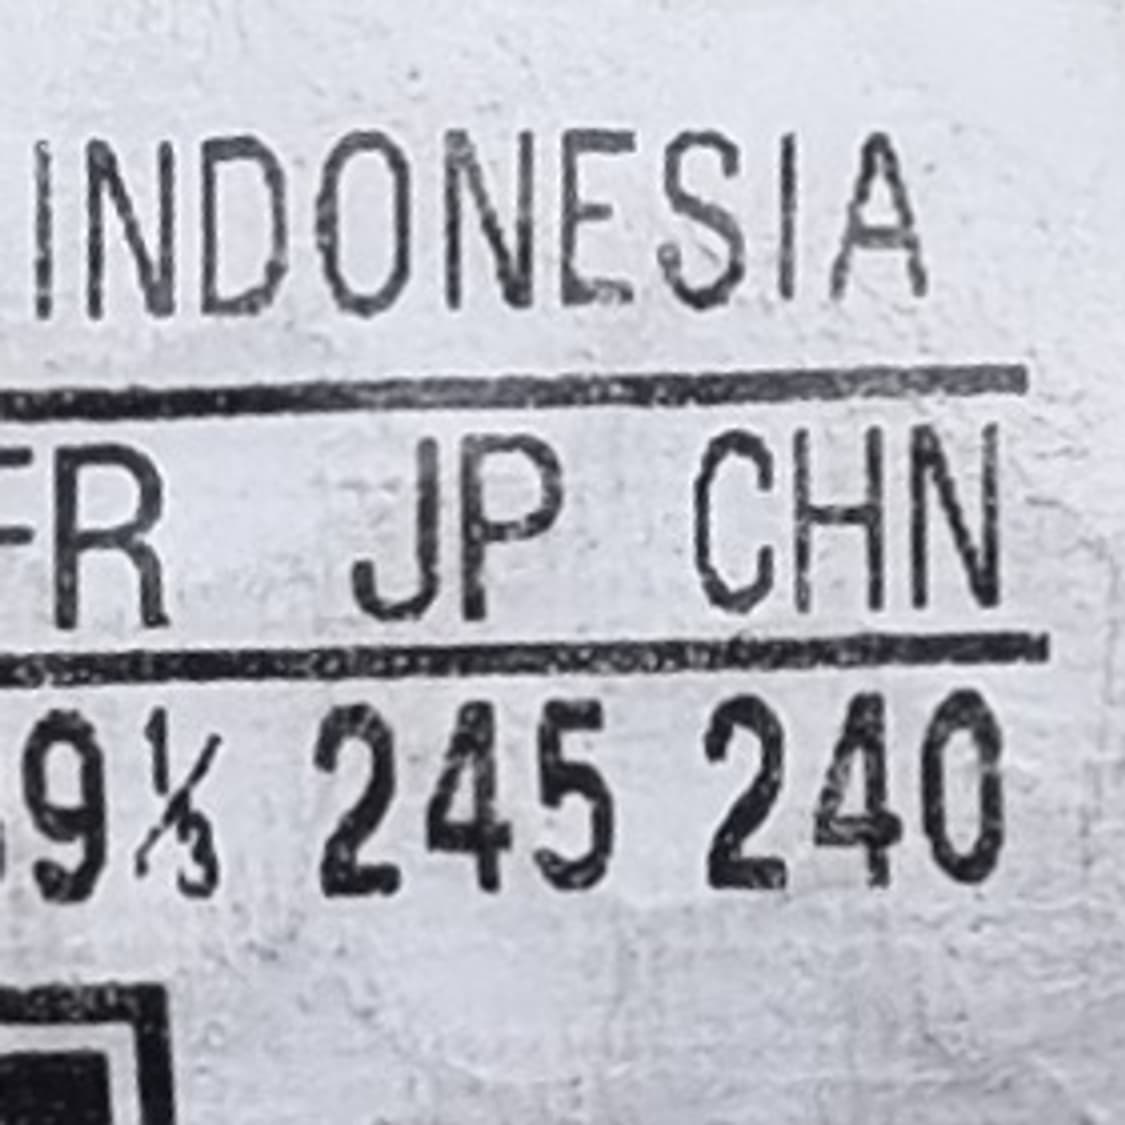 INDONESIA
FR JP CHN
9⅓ 245 240